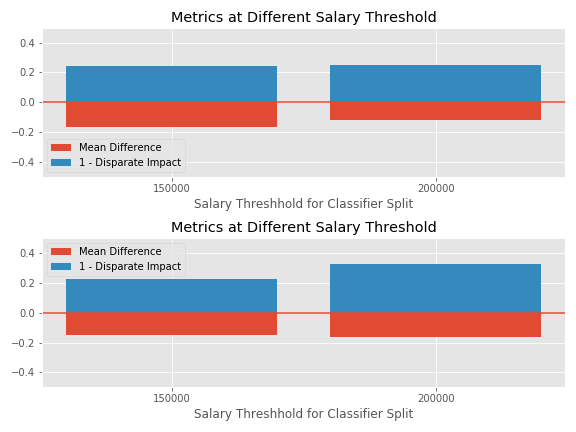 Metrics at Different Salary Threshold
0.4
0.2
0.0
−0.2
−0.4
Mean Difference
1 - Disparate Impact
150000
200000
Salary Threshhold for Classifier Split
Metrics at Different Salary Threshold
0.4
0.2
0.0
−0.2
−0.4
Mean Difference
1 - Disparate Impact
150000
200000
Salary Threshhold for Classifier Split